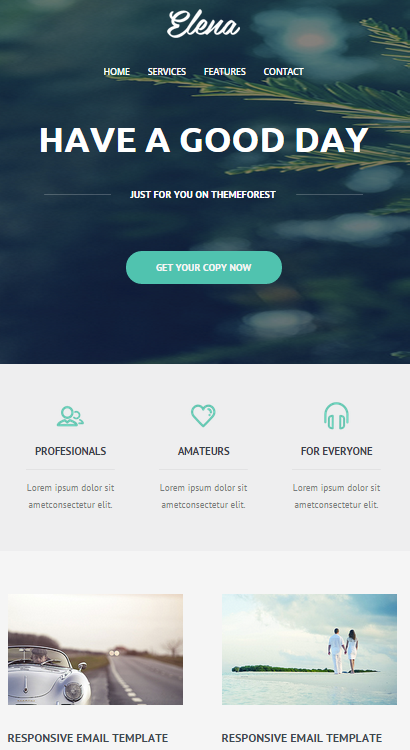 Elena
HOME SERVICES FEATURES CONTACT
HAVE A GOOD DAY
JUST FOR YOU ON THEMEFOREST
GET YOUR COPY NOW
PROFESIONALS AMATEURS FOR EVERYONE
Lorem ipsum dolor sit Lorem ipsum dolor sit Lorem ipsum dolor sit
ametconsectetur elit. ametconsectetur elit. ametconsectetur elit.
RESPONSIVE EMAIL TEMPLATE RESPONSIVE EMAIL TEMPLATE